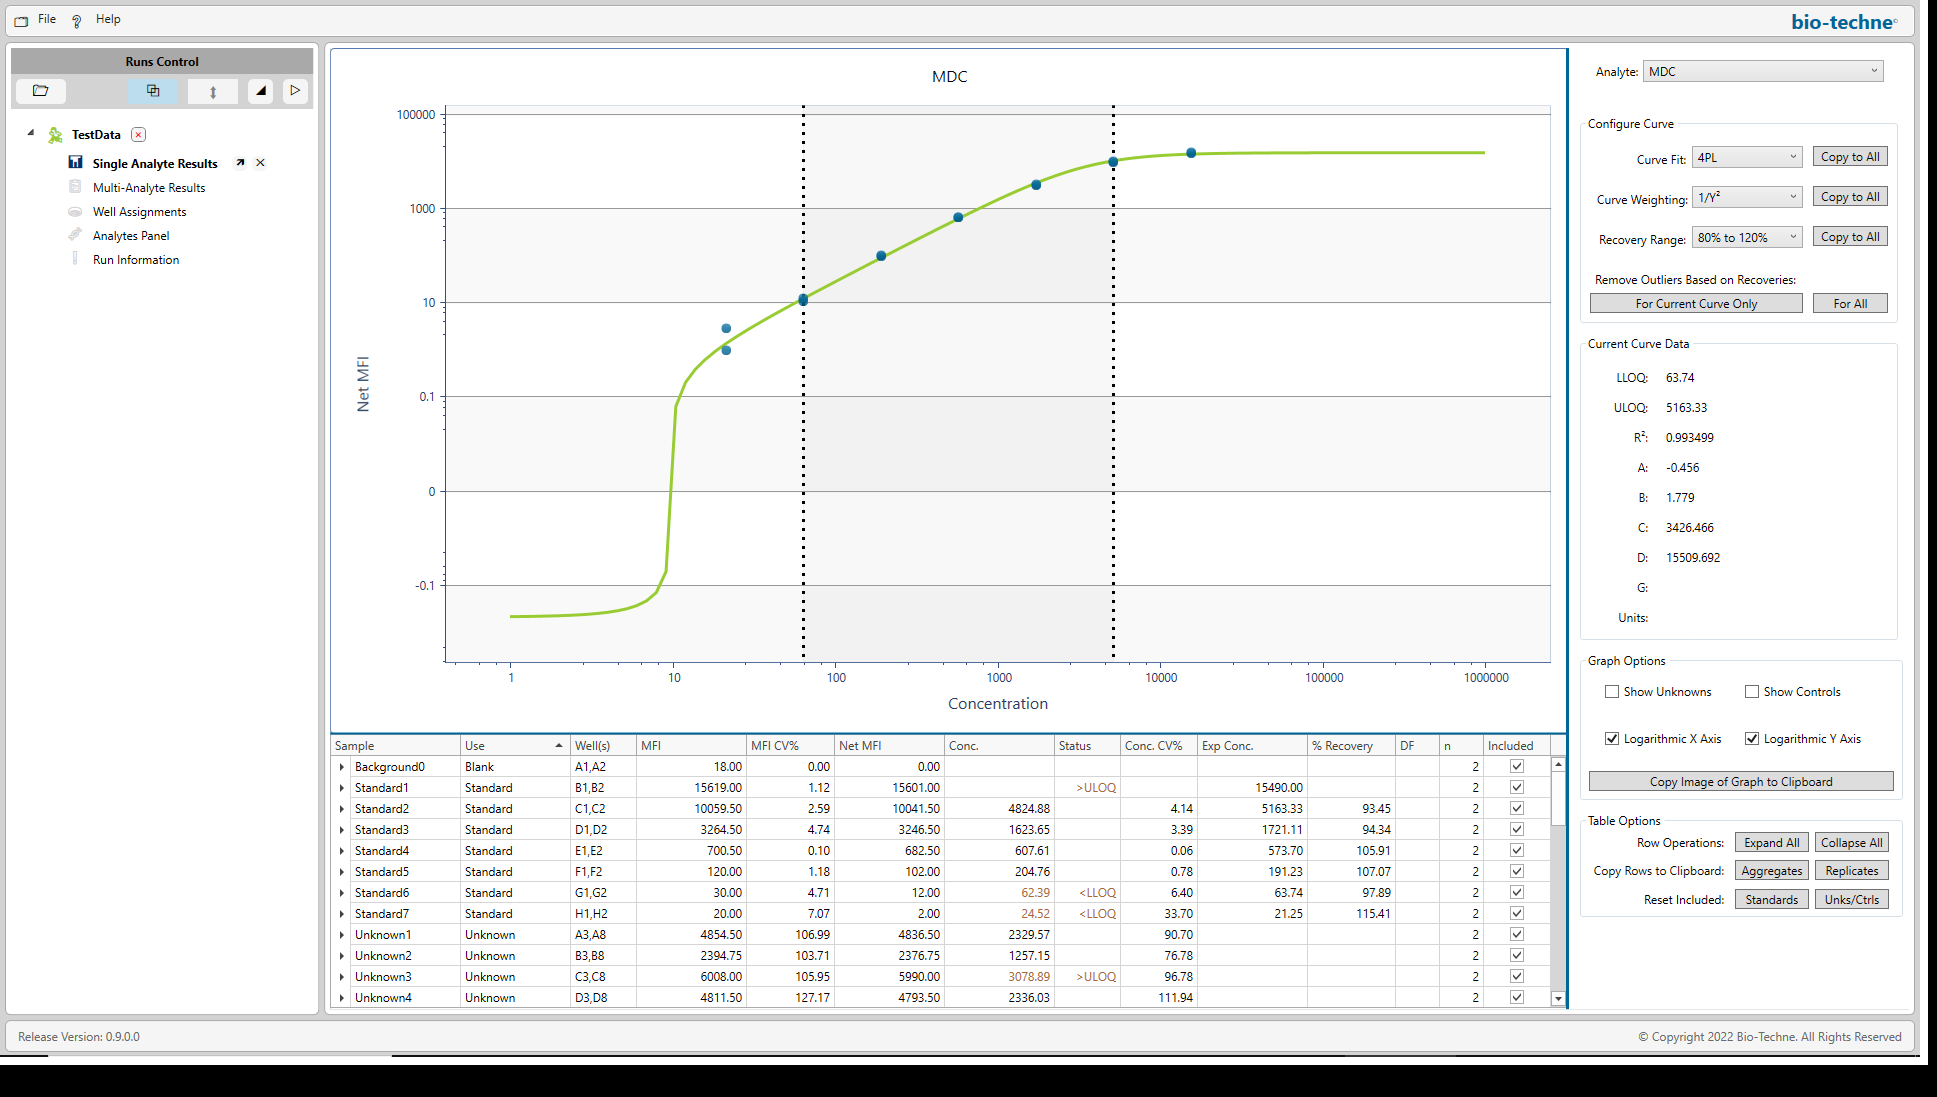 File Help
bio-techne
Runs Control
TestData
Single Analyte Results
Multi-Analyte Results
Well Assignments
Analytes Panel
Run Information
MDC
100000
1000
10
0.1
0
-0.1
Net MFI
1 10 100 1000 10000 100000 1000000
Concentration
Sample Use Well(s) MFI MFI CV% Net MFI Conc. Status Conc. CV% Exp Conc. % Recovery DF n Included
Background0 Blank A1,A2 18.00 0.00 0.00 2
Standard1 Standard B1,B2 15619.00 1.12 15601.00 >ULOQ 15490.00 2
Standard2 Standard C1,C2 10059.50 2.59 10041.50 4824.88 4.14 5163.33 93.45 2
Standard3 Standard D1,D2 3264.50 4.74 3246.50 1623.65 3.39 1721.11 94.34 2
Standard4 Standard E1,E2 700.50 0.10 682.50 607.61 0.06 573.70 105.91 2
Standard5 Standard F1,F2 120.00 1.18 102.00 204.76 0.78 191.23 107.07 2
Standard6 Standard G1,G2 30.00 4.71 12.00 62.39 <LLOQ 6.40 63.74 97.89 2
Standard7 Standard H1,H2 20.00 7.07 2.00 24.52 <LLOQ 33.70 21.25 115.41 2
Unknown1 Unknown A3,A8 4854.50 106.99 4836.50 2329.57 90.70 2
Unknown2 Unknown B3,B8 2394.75 103.71 2376.75 1257.15 76.78 2
Unknown3 Unknown C3,C8 6008.00 105.95 5990.00 3078.89 >ULOQ 96.78 2
Unknown4 Unknown D3,D8 4811.50 127.17 4793.50 2336.03 111.94 2
Analyte: MDC
Configure Curve
Curve Fit: 4PL Copy to All
Curve Weighting: 1/Y² Copy to All
Recovery Range: 80% to 120% Copy to All
Remove Outliers Based on Recoveries:
For Current Curve Only For All
Current Curve Data
LLOQ: 63.74
ULOQ: 5163.33
R²: 0.993499
A: -0.456
B: 1.779
C: 3426.466
D: 15509.692
G:
Units:
Graph Options
Show Unknowns Show Controls
Logarithmic X Axis Logarithmic Y Axis
Copy Image of Graph to Clipboard
Table Options
Row Operations: Expand All Collapse All
Copy Rows to Clipboard: Aggregates Replicates
Reset Included: Standards Unks/Ctrls
Release Version: 0.9.0.0
© Copyright 2022 Bio-Techne. All Rights Reserved